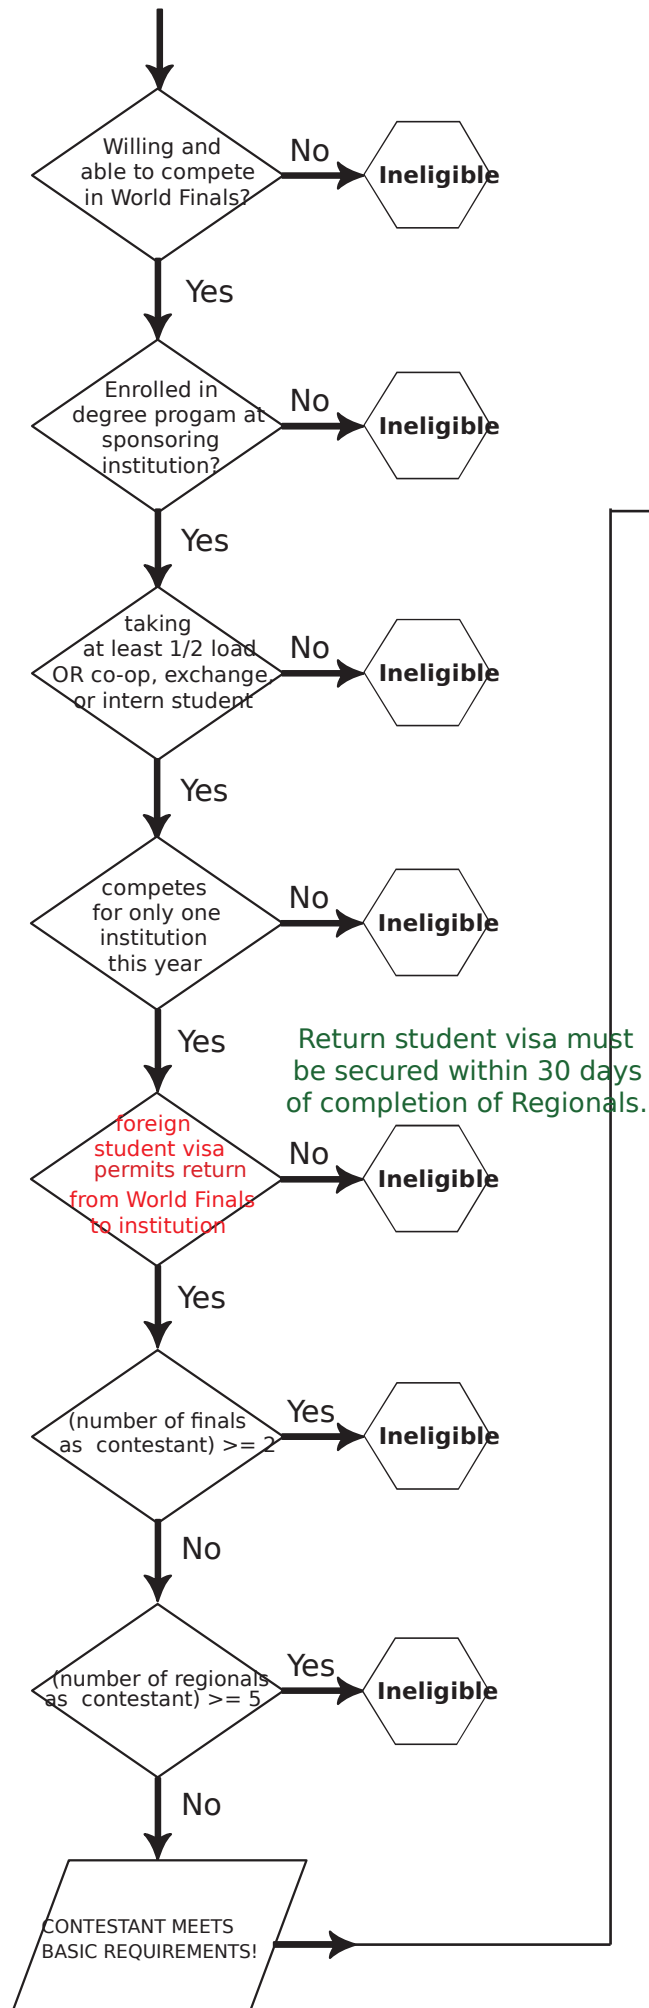 Willing and
able to compete
in World Finals?
No
Ineligible
Yes
Enrolled in
degree progam at
sponsoring
institution?
No
Ineligible
Yes
taking
at least 1/2 load
OR co-op, exchange,
or intern student
No
Ineligible
Yes
competes
for only one
institution
this year
No
Ineligible
Yes
Return student visa must
be secured within 30 days
of completion of Regionals.
foreign
student visa
permits return
from World Finals
to institution
No
Ineligible
Yes
(number of finals
as contestant) >= 2
Yes
Ineligible
No
(number of regionals
as contestant) >= 5
Yes
Ineligible
No
CONTESTANT MEETS
BASIC REQUIREMENTS!